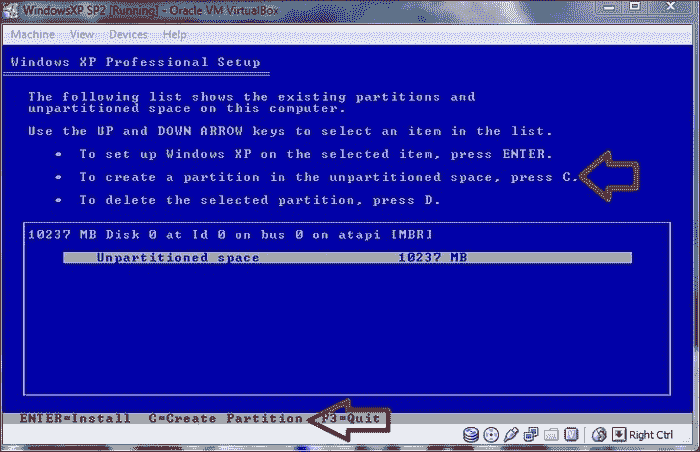 WindowsXP SP2 [Running] - Oracle VM VirtualBox
Machine View Devices Help
Windows XP Professional Setup
The following list shows the existing partitions and
unpartitioned space on this computer.
Use the UP and DOWN ARROW keys to select an item in the list.
• To set up Windows XP on the selected item, press ENTER.
• To create a partition in the unpartitioned space, press C.
• To delete the selected partition, press D.
10237 MB Disk 0 at Id 0 on bus 0 on atapi [MBR]
Unpartitioned space 10237 MB
ENTER=Install C=Create Partition F3=Quit
Right Ctrl